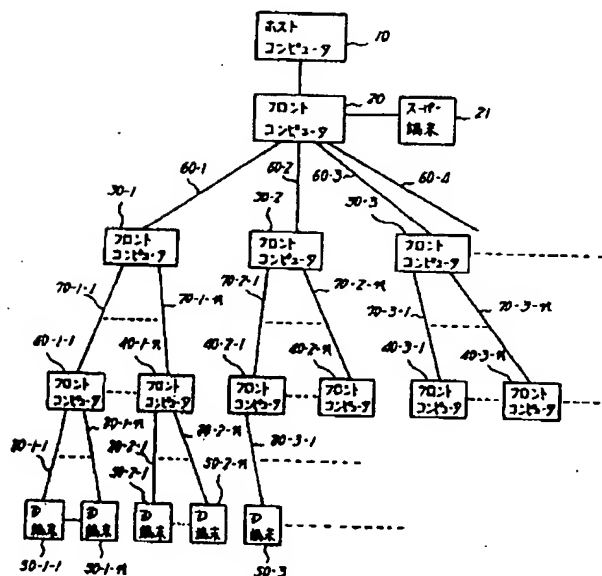 ホスト
コンピュータ
10
フロント
コンピュータ
20
スーパー
端末
21
60-1
60-2
60-3
60-4
30-1
30-2
30-3
フロント
コンピュータ
フロント
コンピュータ
フロント
コンピュータ
70-1-1
70-1-n
70-2-1
70-2-n
70-3-1
70-3-n
40-1-1
40-1-n
40-2-1
40-2-n
40-3-1
40-3-n
フロント
コンピュータ
フロント
コンピュータ
フロント
コンピュータ
フロント
コンピュータ
フロント
コンピュータ
フロント
コンピュータ
80-1-1
80-1-n
80-2-1
80-2-n
80-3-1
50-2-1
50-2-n
D
端末
D
端末
D
端末
D
端末
D
端末
50-1-1
50-1-n
50-3